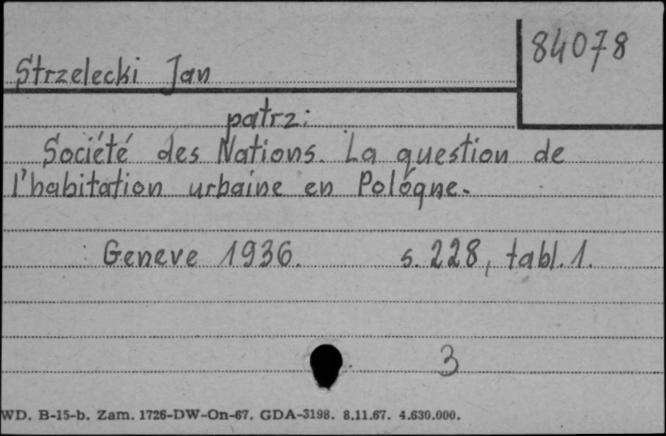 84078
Strzelecki Jan
patrz:
Société des Nations. La question de
l'habitation urbaine en Pologne.
Geneve 1936. s. 228, tabl. 1.
3
WD. B-15-b. Zam. 1726-DW-On-67. GDA-3198. 8.11.67. 4.630.000.